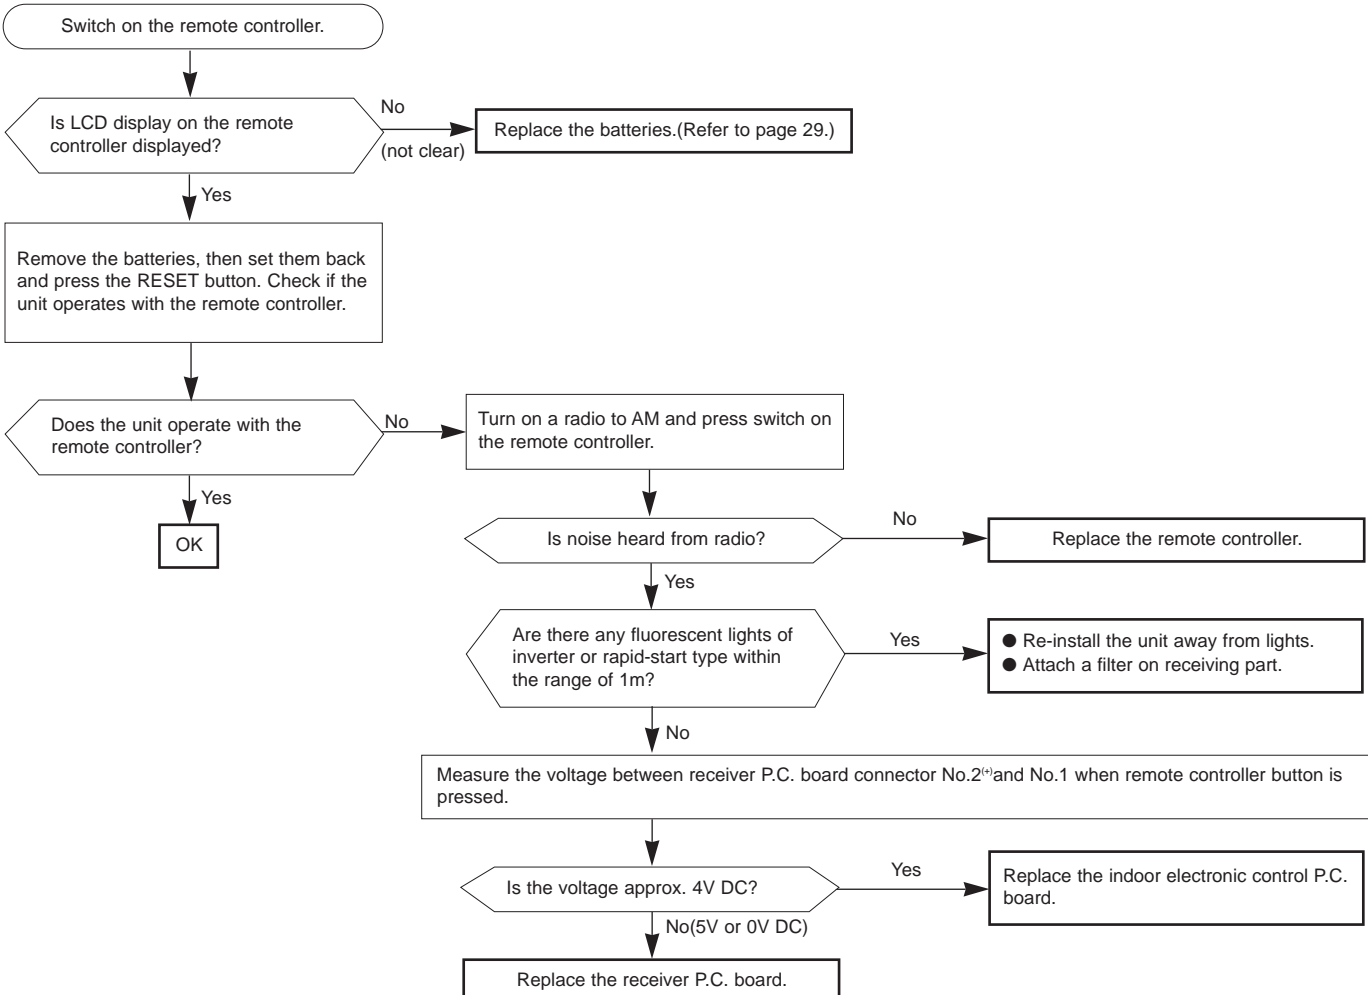 Switch on the remote controller.
Is LCD display on the remote
controller displayed?
No
(not clear)
Replace the batteries.(Refer to page 29.)
Yes
Remove the batteries, then set them back
and press the RESET button. Check if the
unit operates with the remote controller.
Does the unit operate with the
remote controller?
No
Turn on a radio to AM and press switch on
the remote controller.
Yes
OK
Is noise heard from radio?
No
Replace the remote controller.
Yes
Are there any fluorescent lights of
inverter or rapid-start type within
the range of 1m?
Yes
● Re-install the unit away from lights.
● Attach a filter on receiving part.
No
Measure the voltage between receiver P.C. board connector No.2(+)and No.1 when remote controller button is
pressed.
Is the voltage approx. 4V DC?
Yes
Replace the indoor electronic control P.C.
board.
No(5V or 0V DC)
Replace the receiver P.C. board.